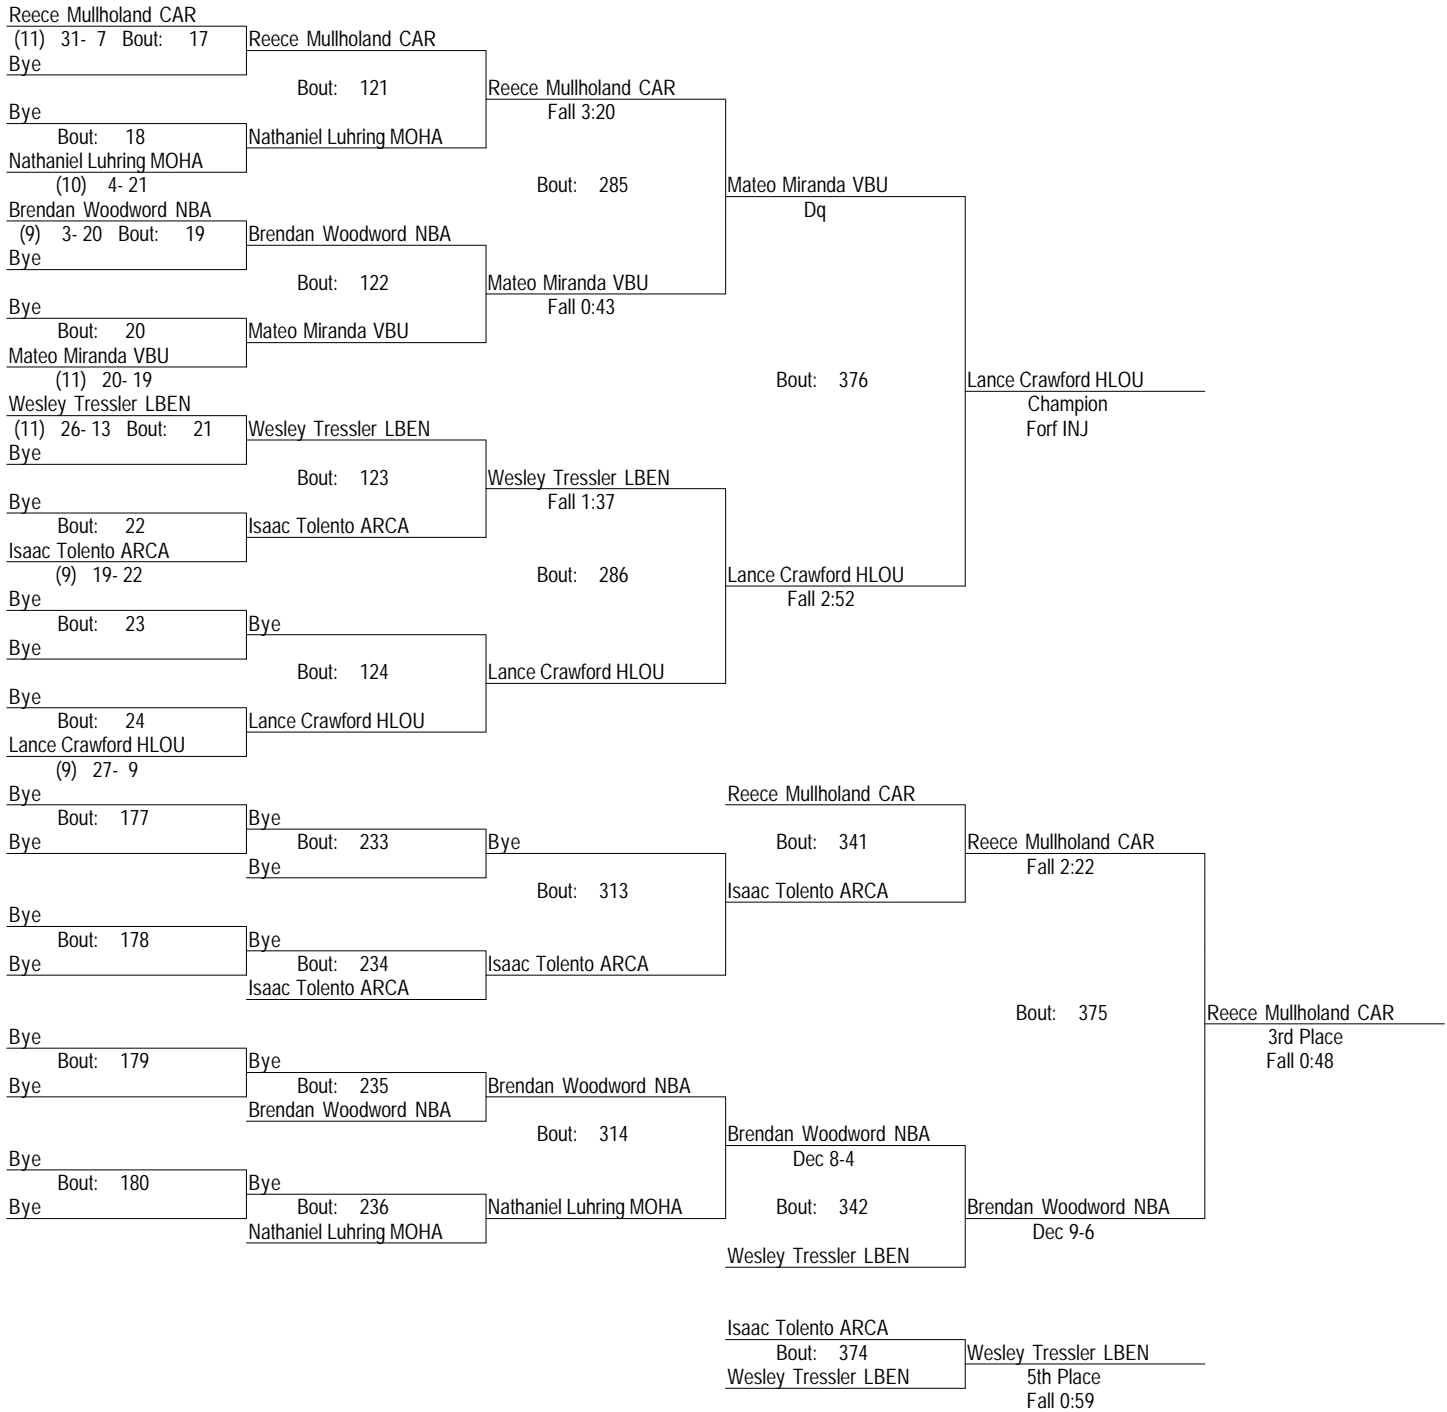 Reece Mullholand CAR
(11) 31- 7 Bout: 17 Reece Mullholand CAR
Bye
Bout: 121 Reece Mullholand CAR
Bye Fall 3:20
Bout: 18 Nathaniel Luhring MOHA
Nathaniel Luhring MOHA
(10) 4- 21 Bout: 285 Mateo Miranda VBU
Brendan Woodword NBA Dq
(9) 3- 20 Bout: 19 Brendan Woodword NBA
Bye
Bout: 122 Mateo Miranda VBU
Bye Fall 0:43
Bout: 20 Mateo Miranda VBU
Mateo Miranda VBU
(11) 20- 19 Bout: 376 Lance Crawford HLOU
Wesley Tressler LBEN Champion
(11) 26- 13 Bout: 21 Wesley Tressler LBEN Forf INJ
Bye
Bout: 123 Wesley Tressler LBEN
Bye Fall 1:37
Bout: 22 Isaac Tolento ARCA
Isaac Tolento ARCA
(9) 19- 22 Bout: 286 Lance Crawford HLOU
Bye Fall 2:52
Bout: 23 Bye
Bye
Bout: 124 Lance Crawford HLOU
Bye
Bout: 24 Lance Crawford HLOU
Lance Crawford HLOU
(9) 27- 9
Bye Reece Mullholand CAR
Bout: 177 Bye
Bye Bout: 233 Bye Bout: 341 Reece Mullholand CAR
Bye Fall 2:22
Bout: 313 Isaac Tolento ARCA
Bye
Bout: 178 Bye
Bye Bout: 234 Isaac Tolento ARCA
Isaac Tolento ARCA
Bout: 375 Reece Mullholand CAR
Bye 3rd Place
Bout: 179 Bye Fall 0:48
Bye Bout: 235 Brendan Woodword NBA
Brendan Woodword NBA
Bout: 314 Brendan Woodword NBA
Bye Dec 8-4
Bout: 180 Bye
Bye Bout: 236 Nathaniel Luhring MOHA Bout: 342 Brendan Woodword NBA
Nathaniel Luhring MOHA Dec 9-6
Wesley Tressler LBEN
Isaac Tolento ARCA
Bout: 374 Wesley Tressler LBEN
Wesley Tressler LBEN 5th Place
Fall 0:59